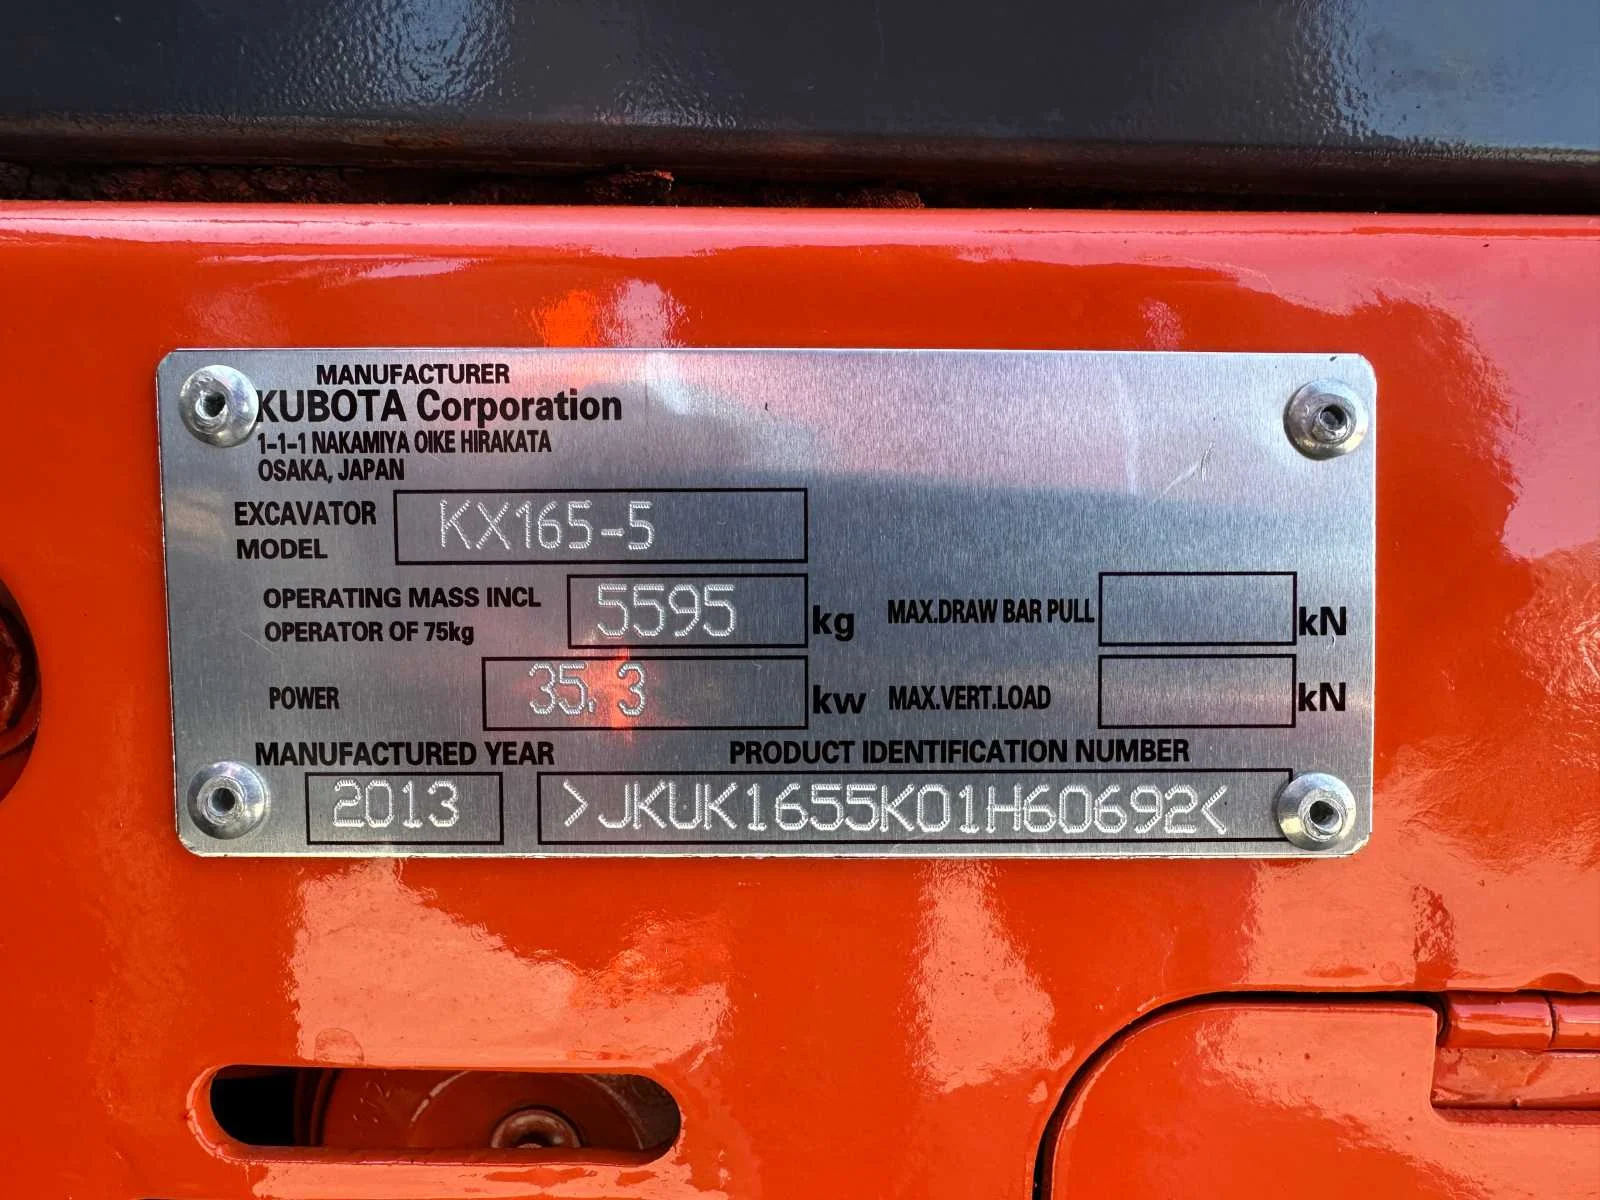 MANUFACTURER
KUBOTA Corporation
1-1-1 NAKAMIYA OIKE HIRAKATA
OSAKA, JAPAN
EXCAVATOR MODEL KX165-5
OPERATING MASS INCL OPERATOR OF 75kg 5595 kg MAX.DRAW BAR PULL kN
POWER 35.3 kw MAX.VERT.LOAD kN
MANUFACTURED YEAR PRODUCT IDENTIFICATION NUMBER
2013 >JKUK1655K01H60692<